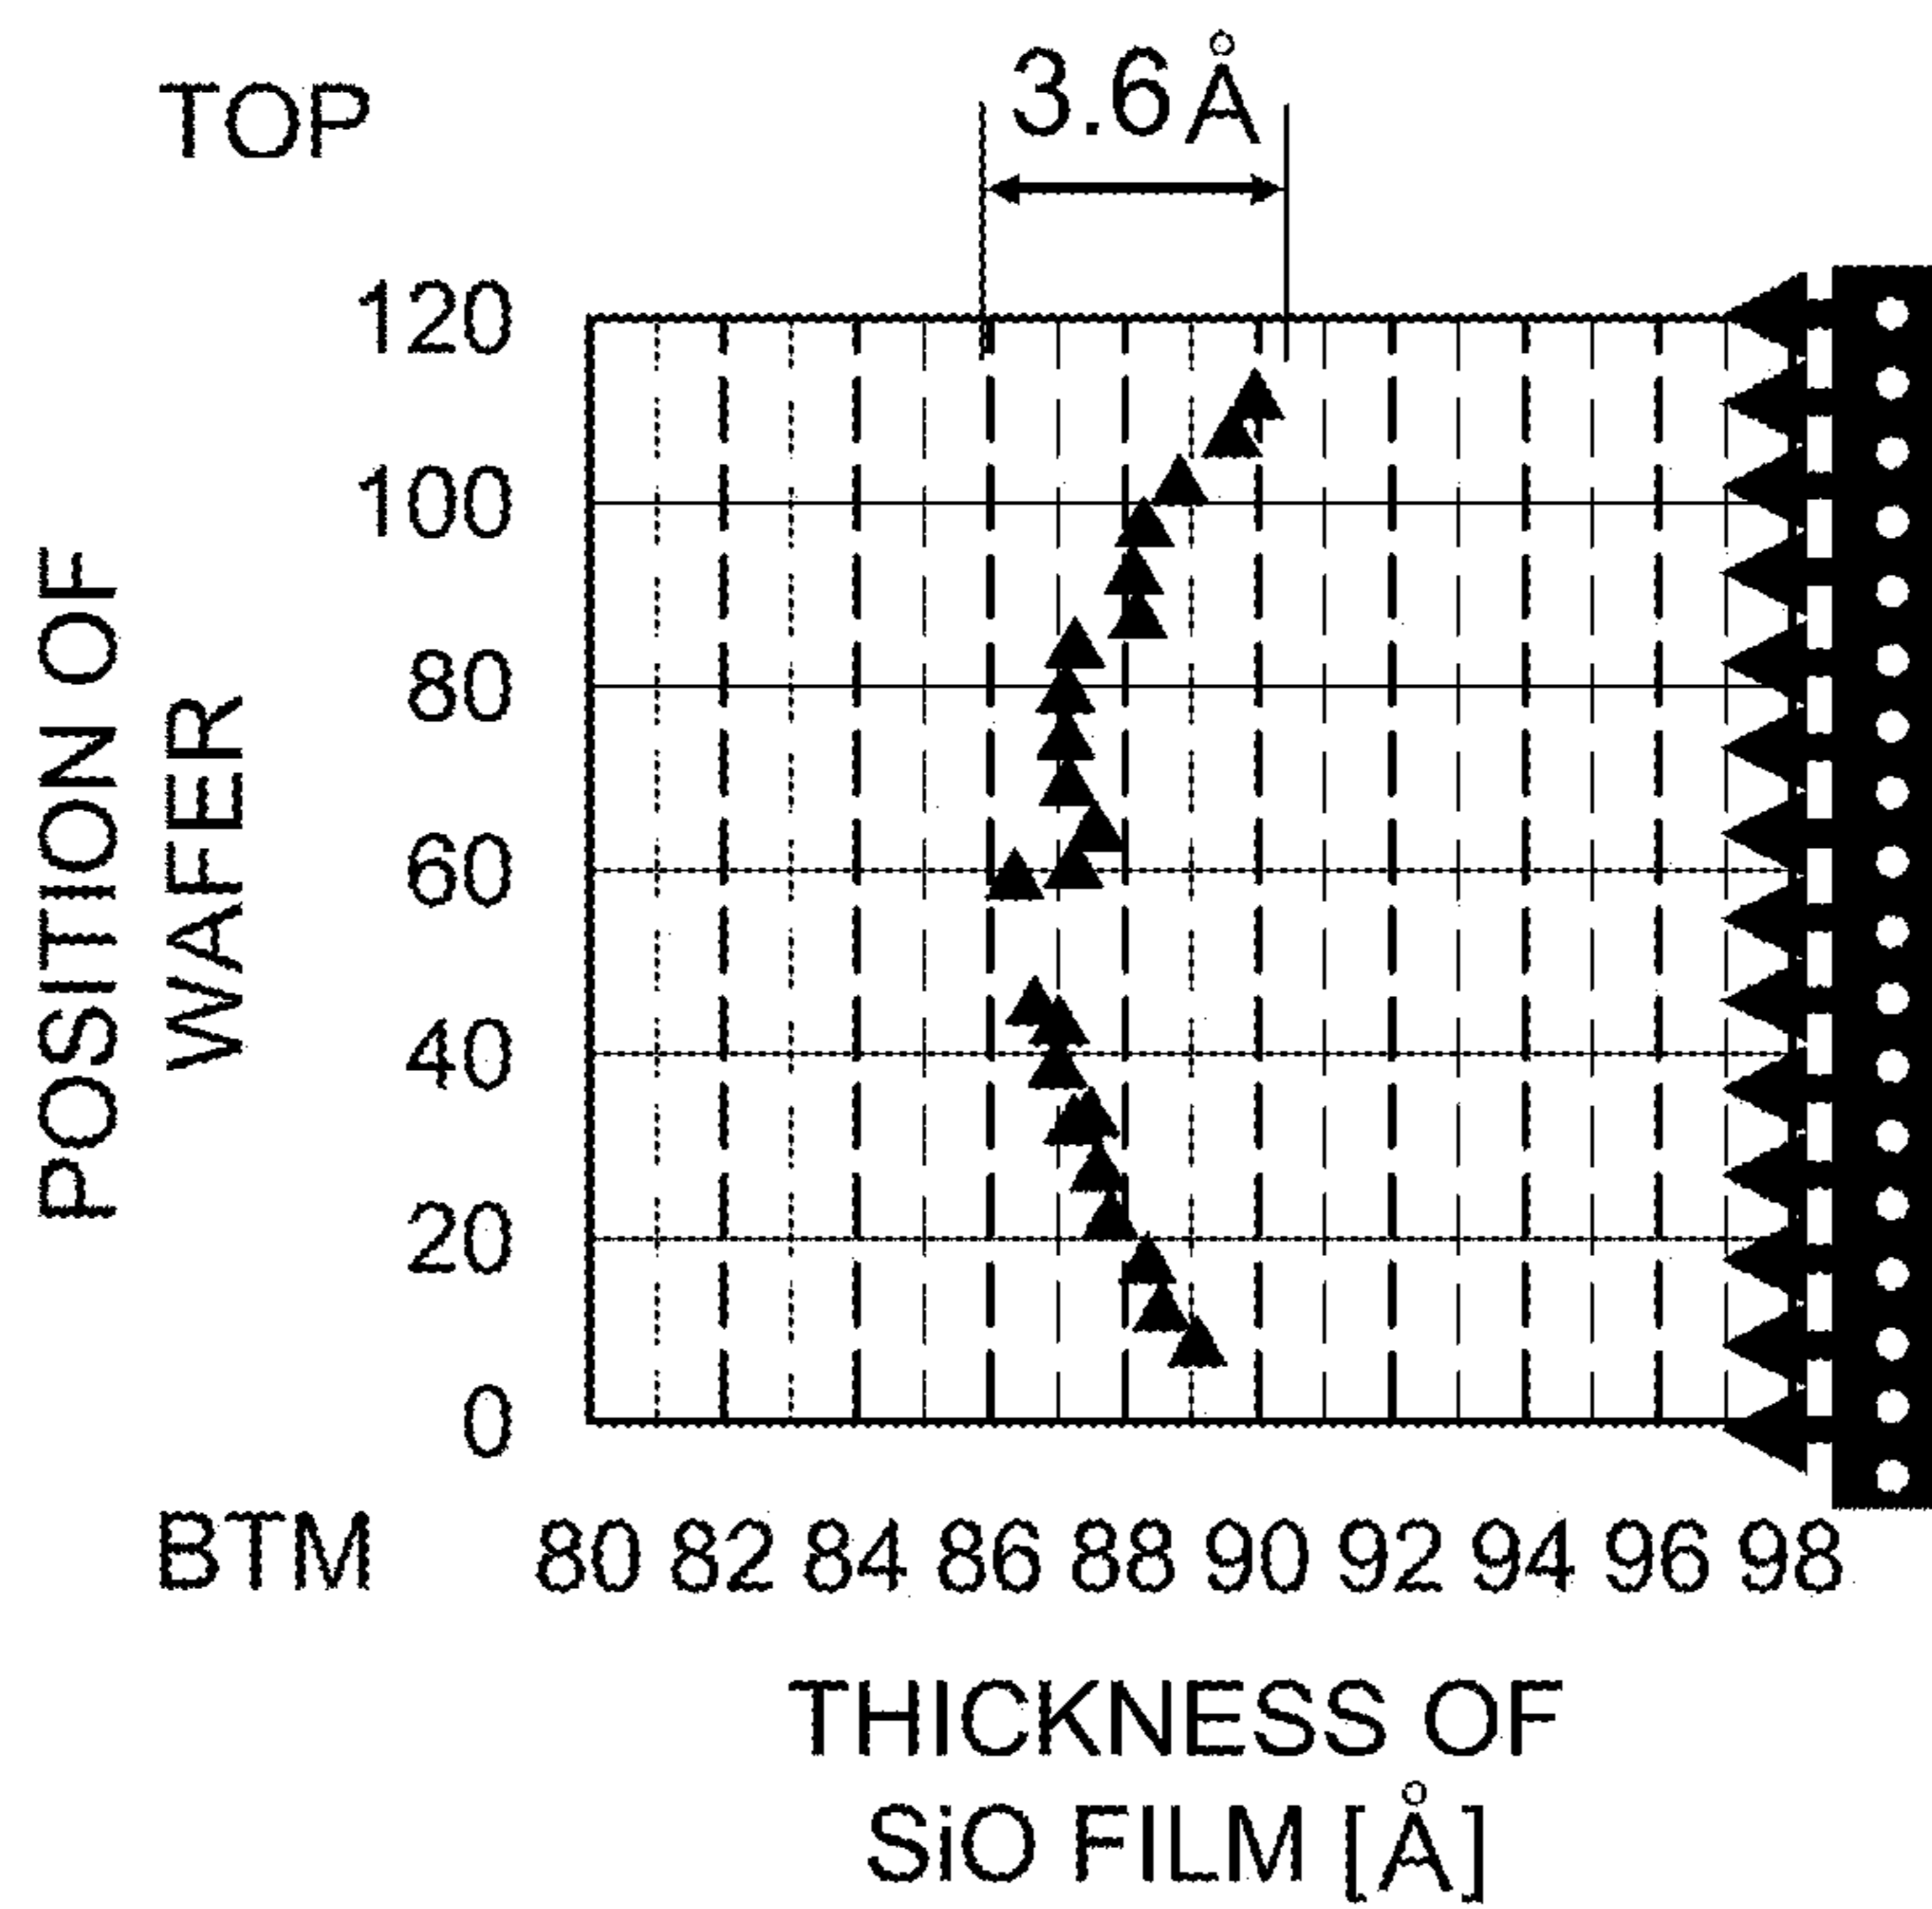 TOP
3.6Å
120
100
80
60
40
20
0
POSITION OF
WAFER
BTM
80 82 84 86 88 90 92 94 96 98
THICKNESS OF
SiO FILM [Å]